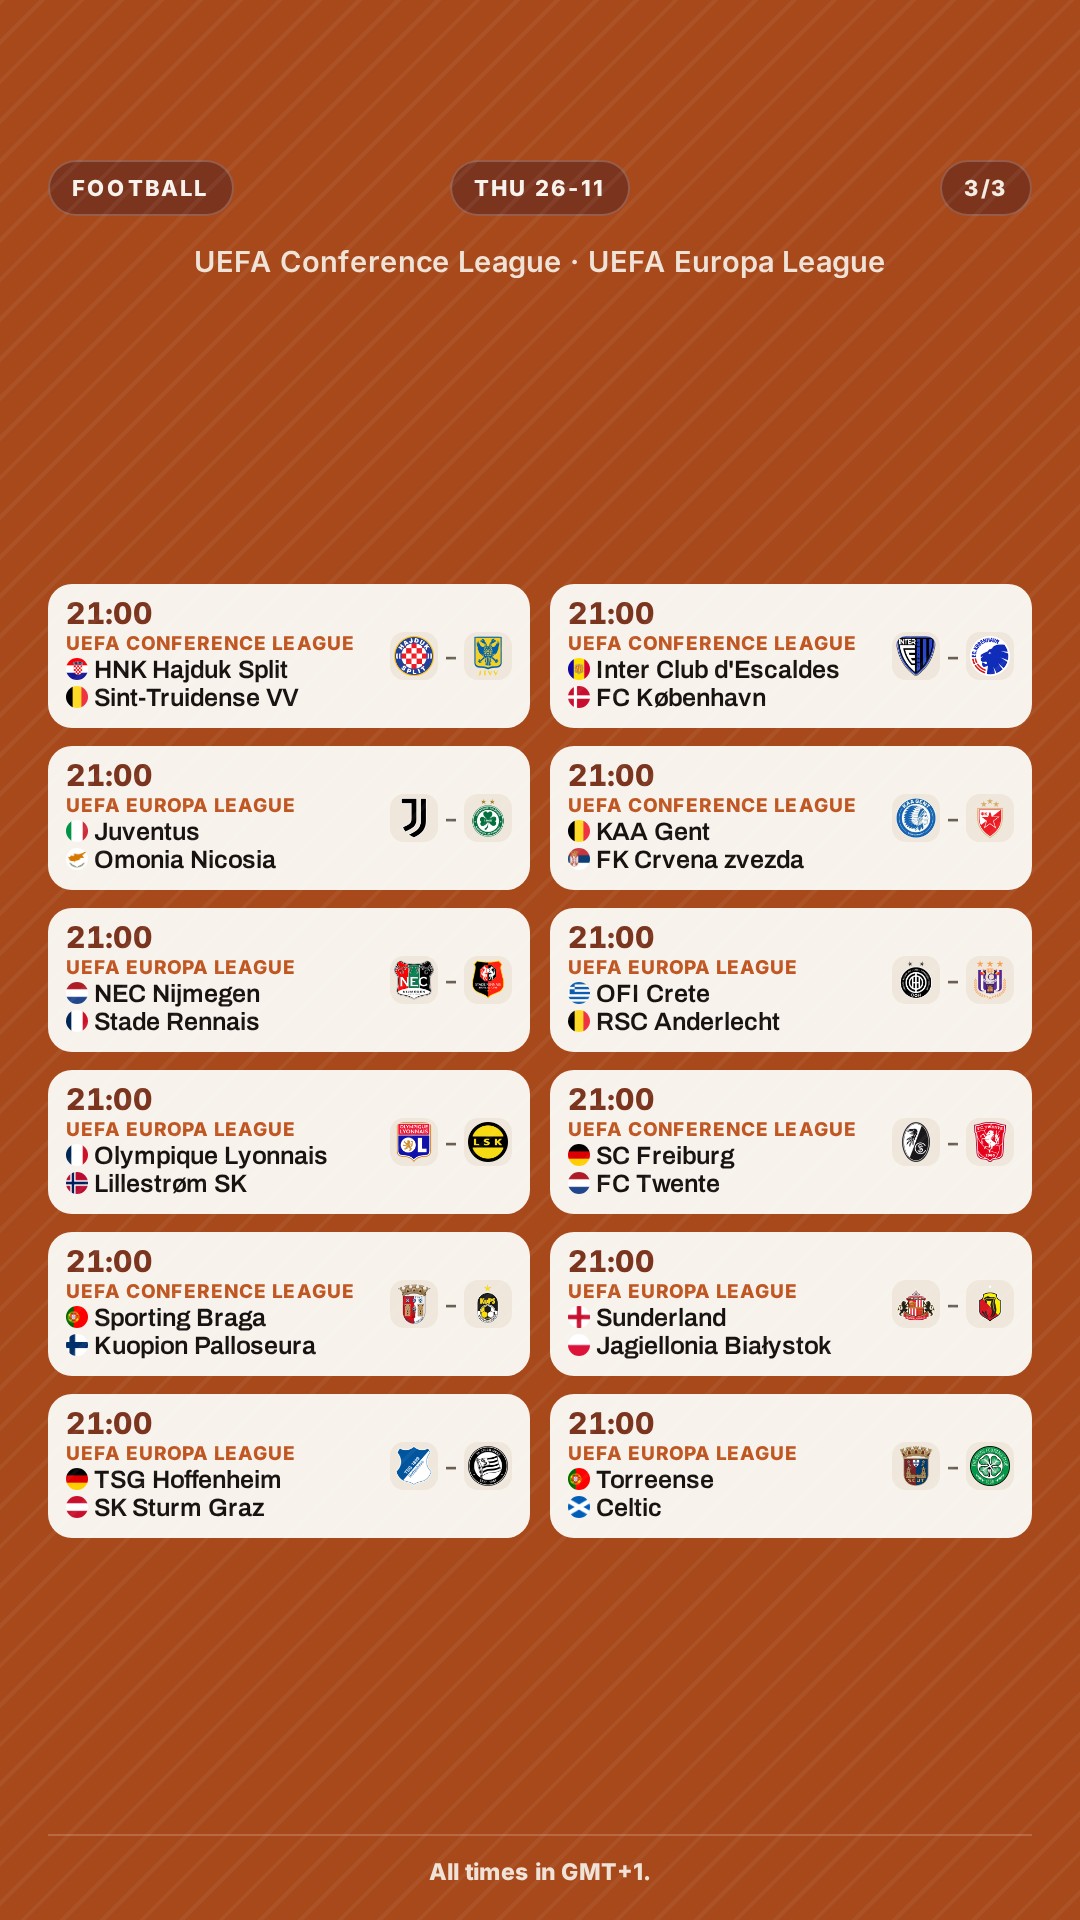 FOOTBALL
THU 26-11
3/3
UEFA Conference League · UEFA Europa League
21:00
UEFA CONFERENCE LEAGUE
HNK Hajduk Split
Sint-Truidense VV
21:00
UEFA CONFERENCE LEAGUE
Inter Club d'Escaldes
FC København
21:00
UEFA EUROPA LEAGUE
Juventus
Omonia Nicosia
21:00
UEFA CONFERENCE LEAGUE
KAA Gent
FK Crvena zvezda
21:00
UEFA EUROPA LEAGUE
NEC Nijmegen
Stade Rennais
21:00
UEFA EUROPA LEAGUE
OFI Crete
RSC Anderlecht
21:00
UEFA EUROPA LEAGUE
Olympique Lyonnais
Lillestrøm SK
21:00
UEFA CONFERENCE LEAGUE
SC Freiburg
FC Twente
21:00
UEFA CONFERENCE LEAGUE
Sporting Braga
Kuopion Palloseura
21:00
UEFA EUROPA LEAGUE
Sunderland
Jagiellonia Białystok
21:00
UEFA EUROPA LEAGUE
TSG Hoffenheim
SK Sturm Graz
21:00
UEFA EUROPA LEAGUE
Torreense
Celtic
All times in GMT+1.